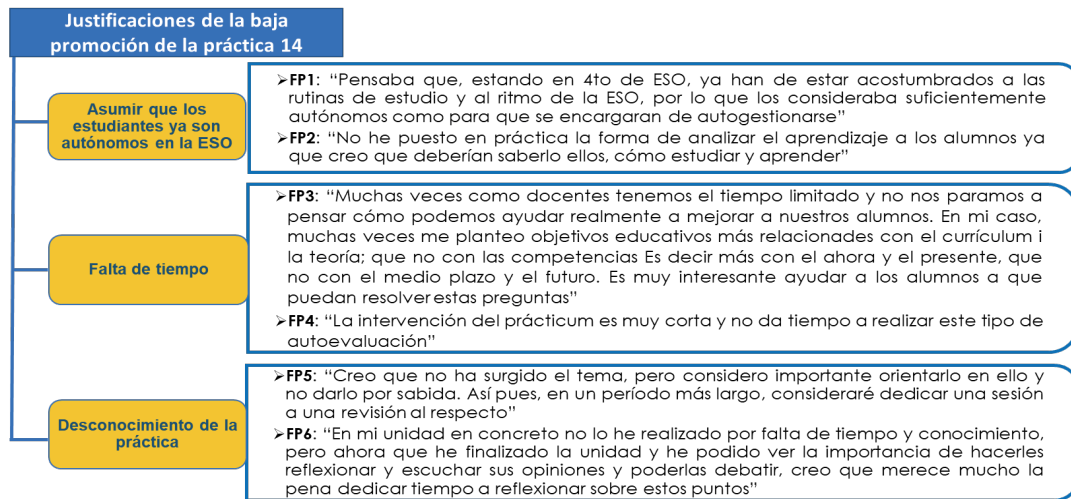 Justificaciones de la baja
promoción de la práctica 14
Asumir que los
estudiantes ya son
autónomos en la ESO
➢FP1: “Pensaba que, estando en 4to de ESO, ya han de estar acostumbrados a las
rutinas de estudio y al ritmo de la ESO, por lo que los consideraba suficientemente
autónomos como para que se encargaran de autogestionarse”
➢FP2: “No he puesto en práctica la forma de analizar el aprendizaje a los alumnos ya
que creo que deberían saberlo ellos, cómo estudiar y aprender”
Falta de tiempo
➢FP3: “Muchas veces como docentes tenemos el tiempo limitado y no nos paramos a
pensar cómo podemos ayudar realmente a mejorar a nuestros alumnos. En mi caso,
muchas veces me planteo objetivos educativos más relacionades con el currículum i
la teoría; que no con las competencias Es decir más con el ahora y el presente, que
no con el medio plazo y el futuro. Es muy interesante ayudar a los alumnos a que
puedan resolver estas preguntas”
➢FP4: “La intervención del prácticum es muy corta y no da tiempo a realizar este tipo de
autoevaluación”
Desconocimiento de la
práctica
➢FP5: “Creo que no ha surgido el tema, pero considero importante orientarlo en ello y
no darlo por sabida. Así pues, en un período más largo, consideraré dedicar una sesión
a una revisión al respecto”
➢FP6: “En mi unidad en concreto no lo he realizado por falta de tiempo y conocimiento,
pero ahora que he finalizado la unidad y he podido ver la importancia de hacerles
reflexionar y escuchar sus opiniones y poderlas debatir, creo que merece mucho la
pena dedicar tiempo a reflexionar sobre estos puntos”